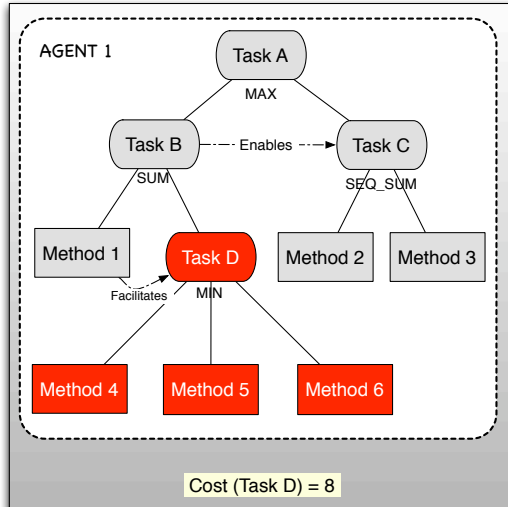 AGENT 1
Task A
MAX
Task B
Enables
Task C
SUM
SEQ_SUM
Method 1
Task D
Method 2
Method 3
Facilitates
MIN
Method 4
Method 5
Method 6
Cost (Task D) = 8